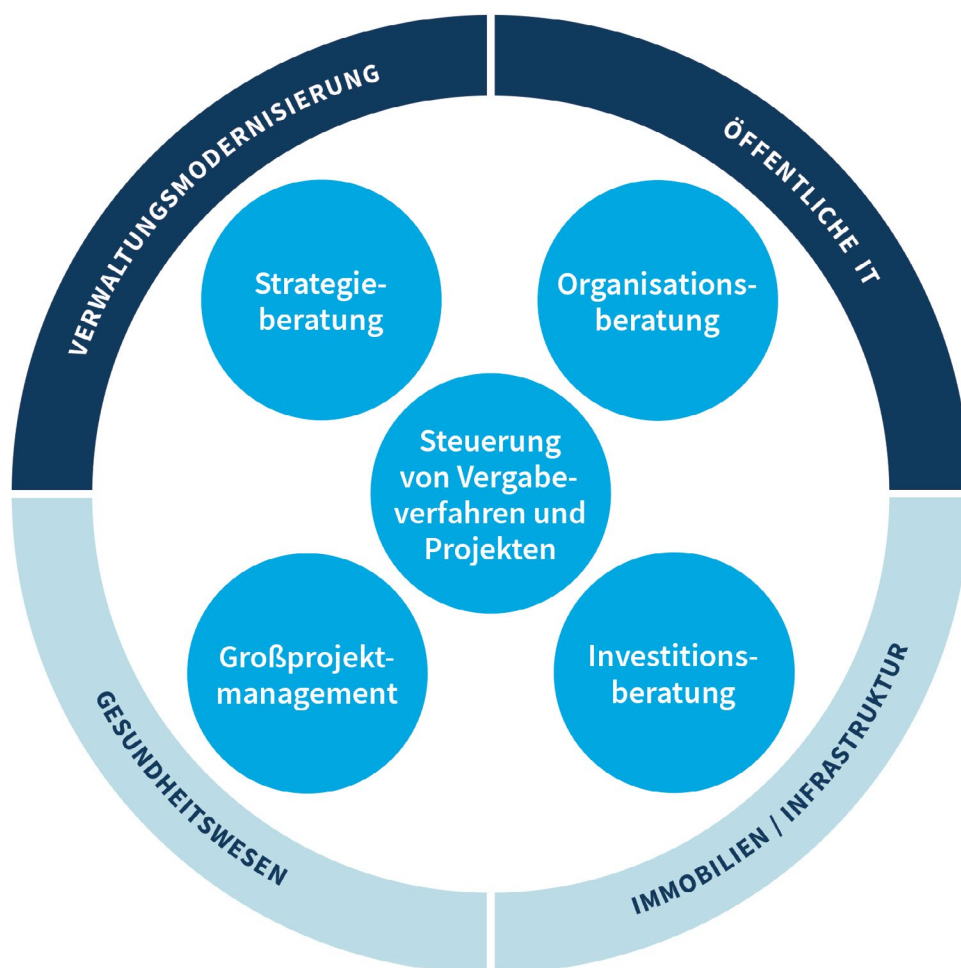 VERWALTUNGSMODERNISIERUNG
ÖFFENTLICHE IT
Strategie-
beratung
Organisations-
beratung
Steuerung
von Vergabe-
verfahren und
Projekten
Großprojekt-
management
Investitions-
beratung
GESUNDHEITSWESEN
IMMOBILIEN / INFRASTRUKTUR